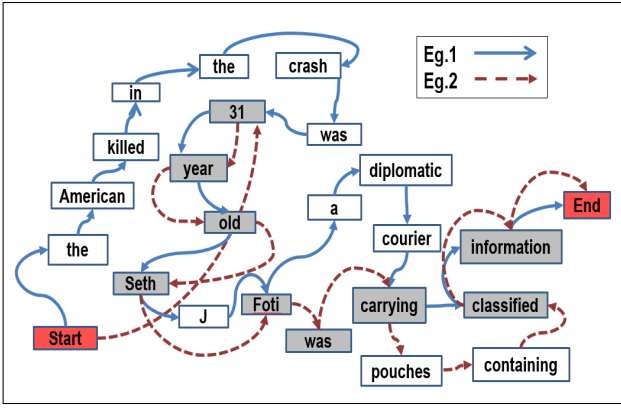 the
crash
Eg.1
Eg.2
in
31
was
killed
year
diplomatic
American
old
a
End
the
courier
information
Seth
J
Foti
carrying
classified
Start
was
pouches
containing